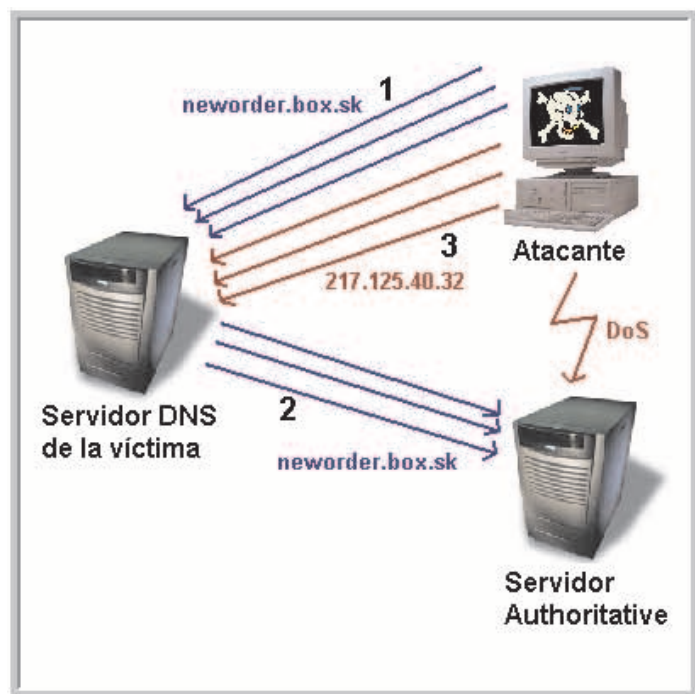 1
neworder.box.sk
3
217.125.40.32
Atacante
DoS
Servidor DNS
de la víctima
2
neworder.box.sk
Servidor
Authoritative